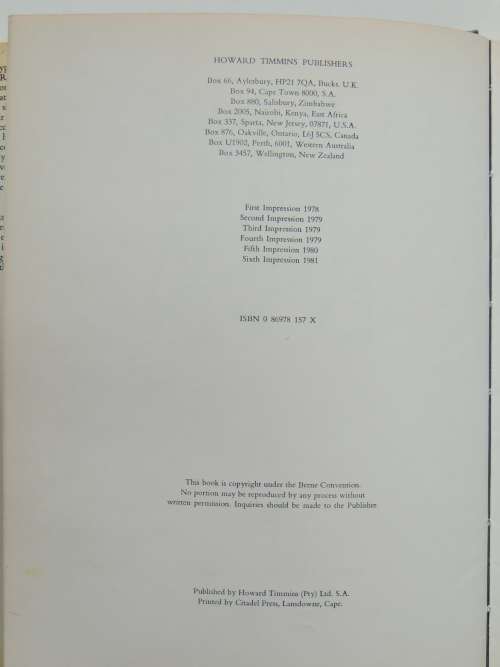 HOWARD TIMMINS PUBLISHERS
Box 66, Aylesbury, HP21 7QA, Bucks. U.K.
Box 94, Cape Town 8000, S.A.
Box 880, Salisbury, Zimbabwe
Box 2005, Nairobi, Kenya, East Africa
Box 337, Sparta, New Jersey, 07871, U.S.A.
Box 876, Oakville, Ontario, L6J 5CS, Canada
Box U1902, Perth, 6001, Western Australia
Box 3457, Wellington, New Zealand
First Impression 1978
Second Impression 1979
Third Impression 1979
Fourth Impression 1979
Fifth Impression 1980
Sixth Impression 1981
ISBN 0 86978 157 X
This book is copyright under the Berne Convention.
No portion may be reproduced by any process without
written permission. Inquiries should be made to the Publisher.
Published by Howard Timmins (Pty) Ltd. S.A.
Printed by Citadel Press, Lansdowne, Cape.